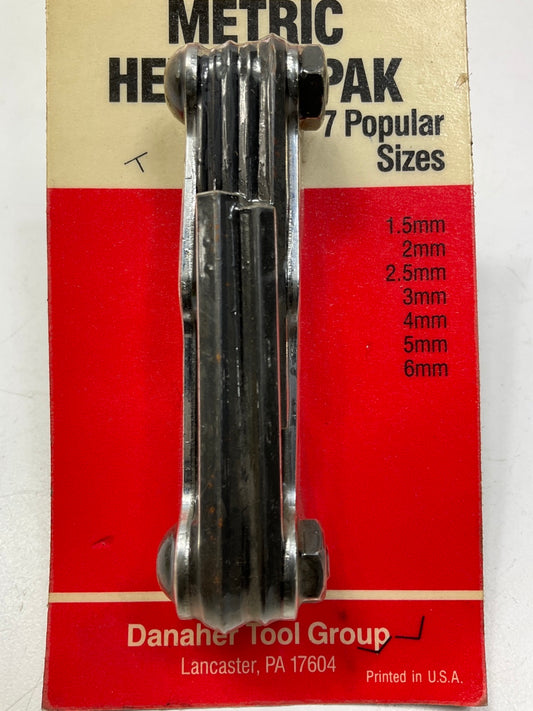 METRIC
HE PAK
7 Popular
Sizes
1.5mm
2mm
2.5mm
3mm
4mm
5mm
6mm
Danaher Tool Group
Lancaster, PA 17604
Printed in U.S.A.